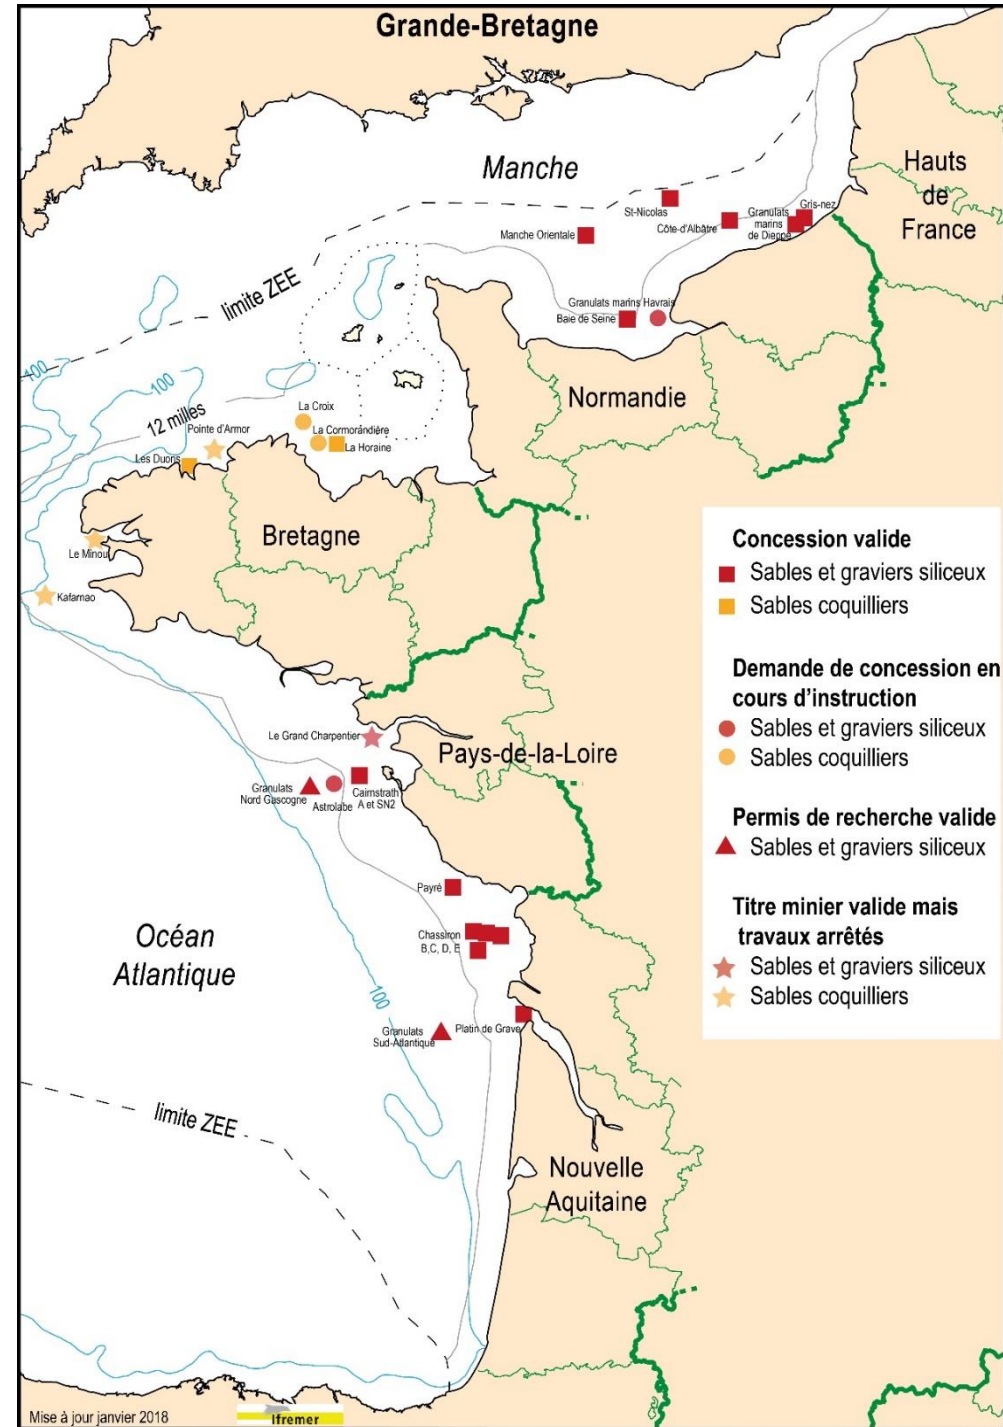 Grande-Bretagne
Manche
Hauts
de
France
St-Nicolas
Côte-d'Albâtre
Granulats
marins
de Dieppe
Gris-nez
Manche Orientale
limite ZEE
Granulats marins Havrais
Baie de Seine
Normandie
100
100
12 milles
La Croix
Pointe d'Armor
La Cormorandière
La Horaine
Les Duons
Bretagne
Le Minou
Kafarnao
Concession valide
Sables et graviers siliceux
Sables coquilliers
Demande de concession en
cours d'instruction
Sables et graviers siliceux
Sables coquilliers
Permis de recherche valide
Sables et graviers siliceux
Titre minier valide mais
travaux arrêtés
Sables et graviers siliceux
Sables coquilliers
Le Grand Charpentier
Pays-de-la-Loire
Granulats
Nord Gascogne
Astrolabe
Cairnstrath
A et SN2
Payré
Chassiron
B,C, D, E
Océan
Atlantique
100
Granulats
Sud-Atlantique
Platin de Grave
limite ZEE
Nouvelle
Aquitaine
Mise à jour janvier 2018
Ifremer